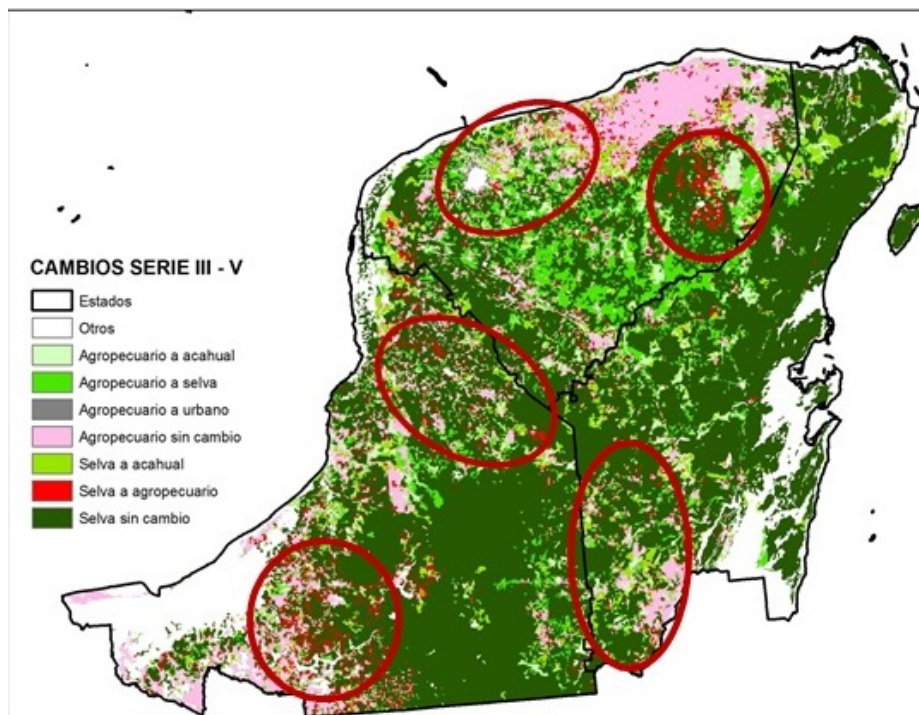 CAMBIOS SERIE III - V
Estados
Otros
Agropecuario a acahual
Agropecuario a selva
Agropecuario a urbano
Agropecuario sin cambio
Selva a acahual
Selva a agropecuario
Selva sin cambio